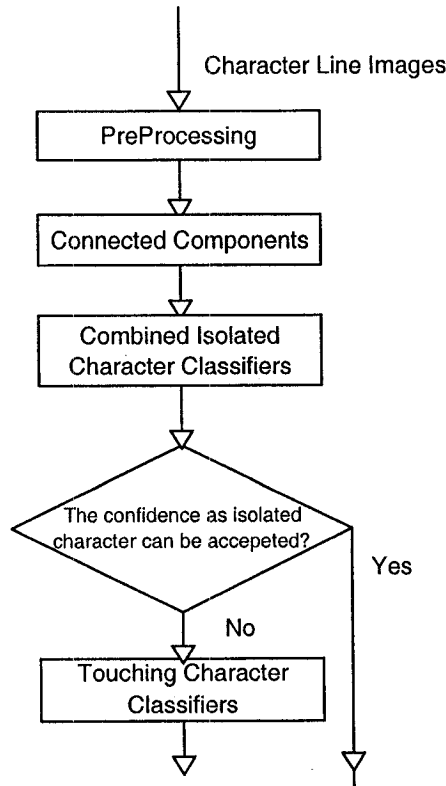 Character Line Images
PreProcessing
Connected Components
Combined Isolated
Character Classifiers
The confidence as isolated
character can be accepeted?
Yes
No
Touching Character
Classifiers